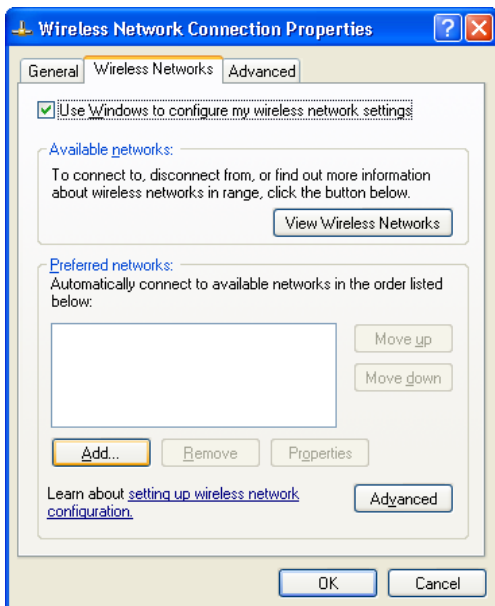 Wireless Network Connection Properties
General Wireless Networks Advanced
Use Windows to configure my wireless network settings
Available networks:
To connect to, disconnect from, or find out more information
about wireless networks in range, click the button below.
View Wireless Networks
Preferred networks:
Automatically connect to available networks in the order listed
below:
Move up
Move down
Add... Remove Properties
Learn about setting up wireless network
configuration.
Advanced
OK Cancel